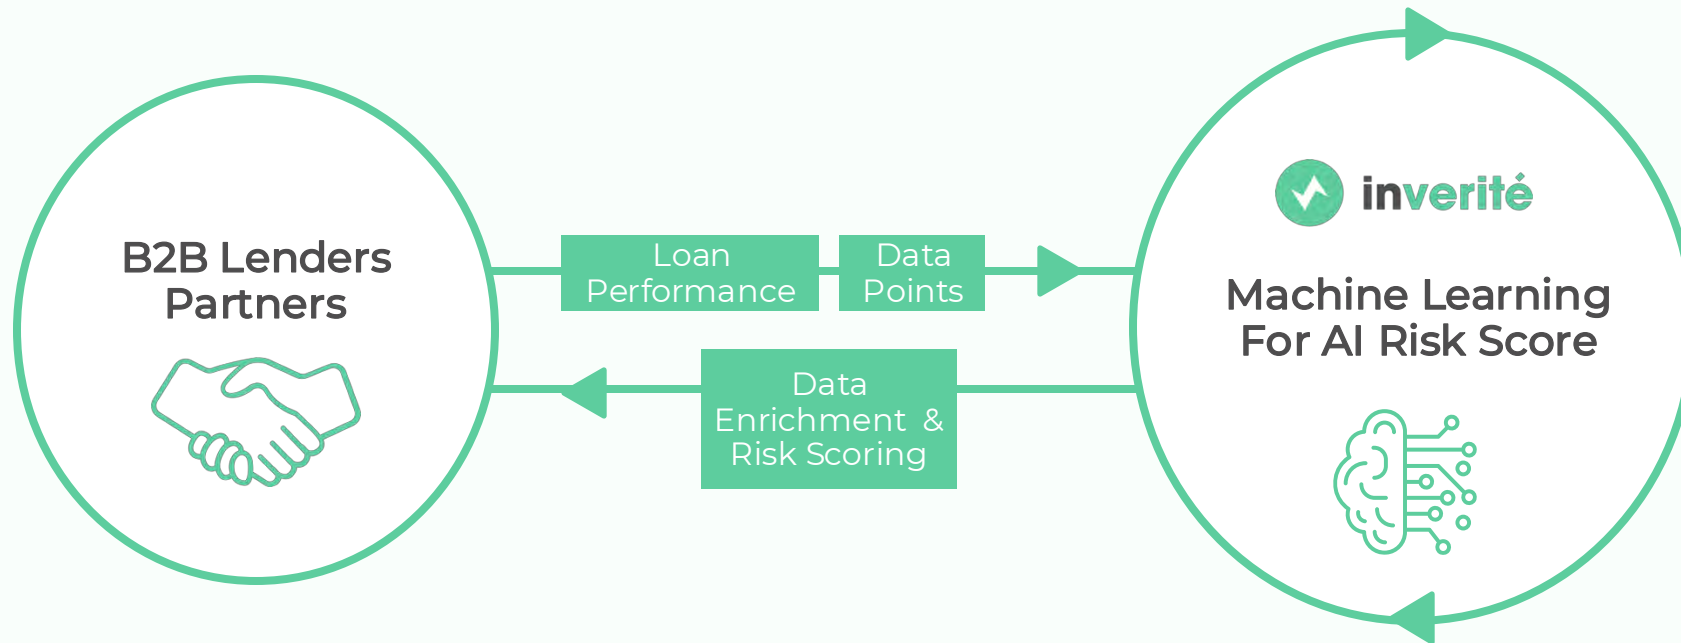 B2B Lenders
Partners
Loan
Performance
Data
Points
Data
Enrichment &
Risk Scoring
inverité
Machine Learning
For AI Risk Score